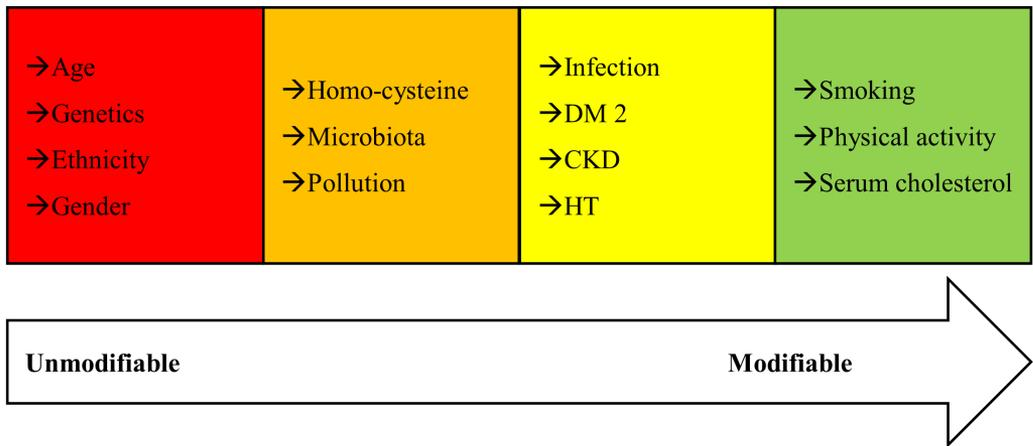 →Age
→Genetics
→Ethnicity
→Gender
→Homo-cysteine
→Microbiota
→Pollution
→Infection
→DM 2
→CKD
→HT
→Smoking
→Physical activity
→Serum cholesterol
Unmodifiable
Modifiable